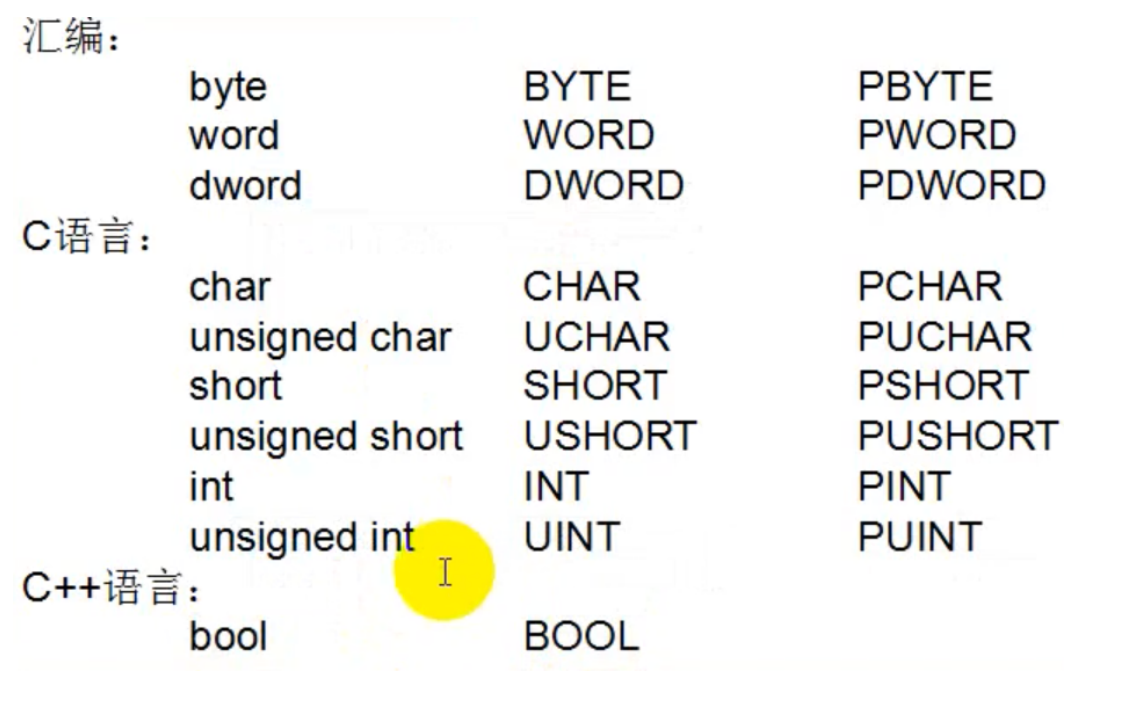 汇编：
byte BYTE PBYTE
word WORD PWORD
dword DWORD PDWORD
C语言：
char CHAR PCHAR
unsigned char UCHAR PUCHAR
short SHORT PSHORT
unsigned short USHORT PUSHORT
int INT PINT
unsigned int UINT PUINT
C++语言：
bool BOOL